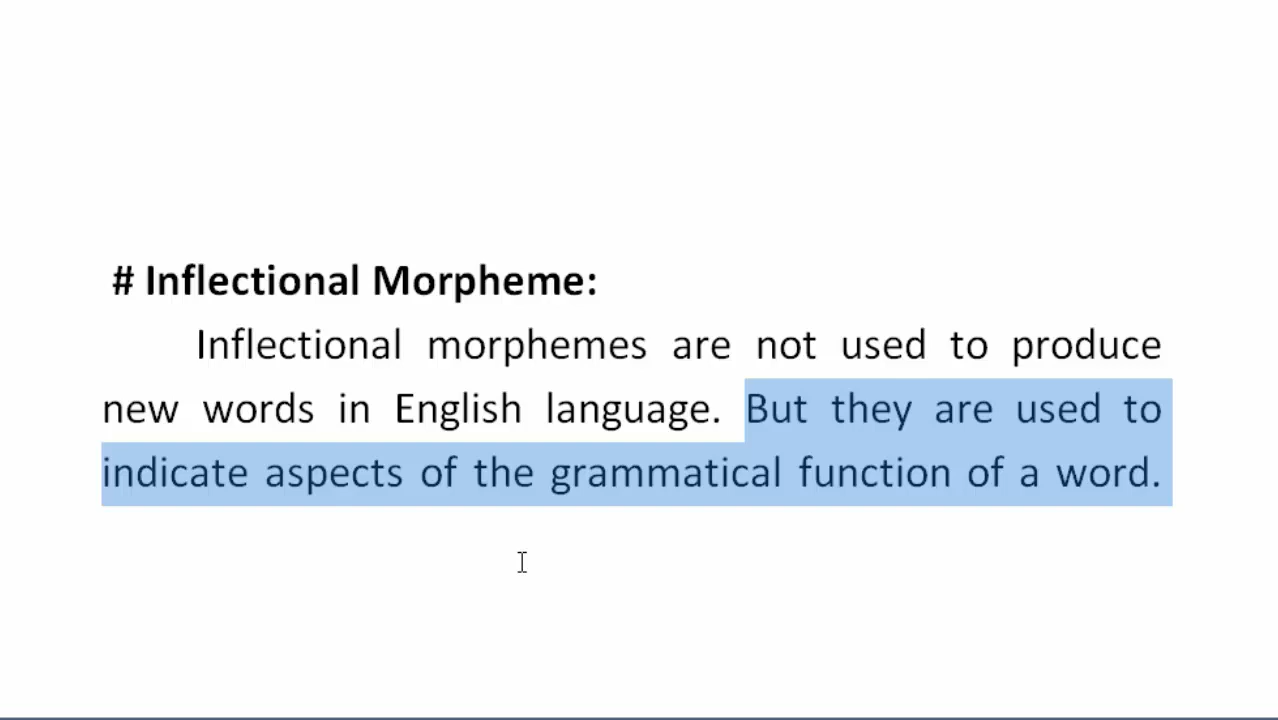 # Inflectional Morpheme:
Inflectional morphemes are not used to produce
new words in English language. But they are used to
indicate aspects of the grammatical function of a word.